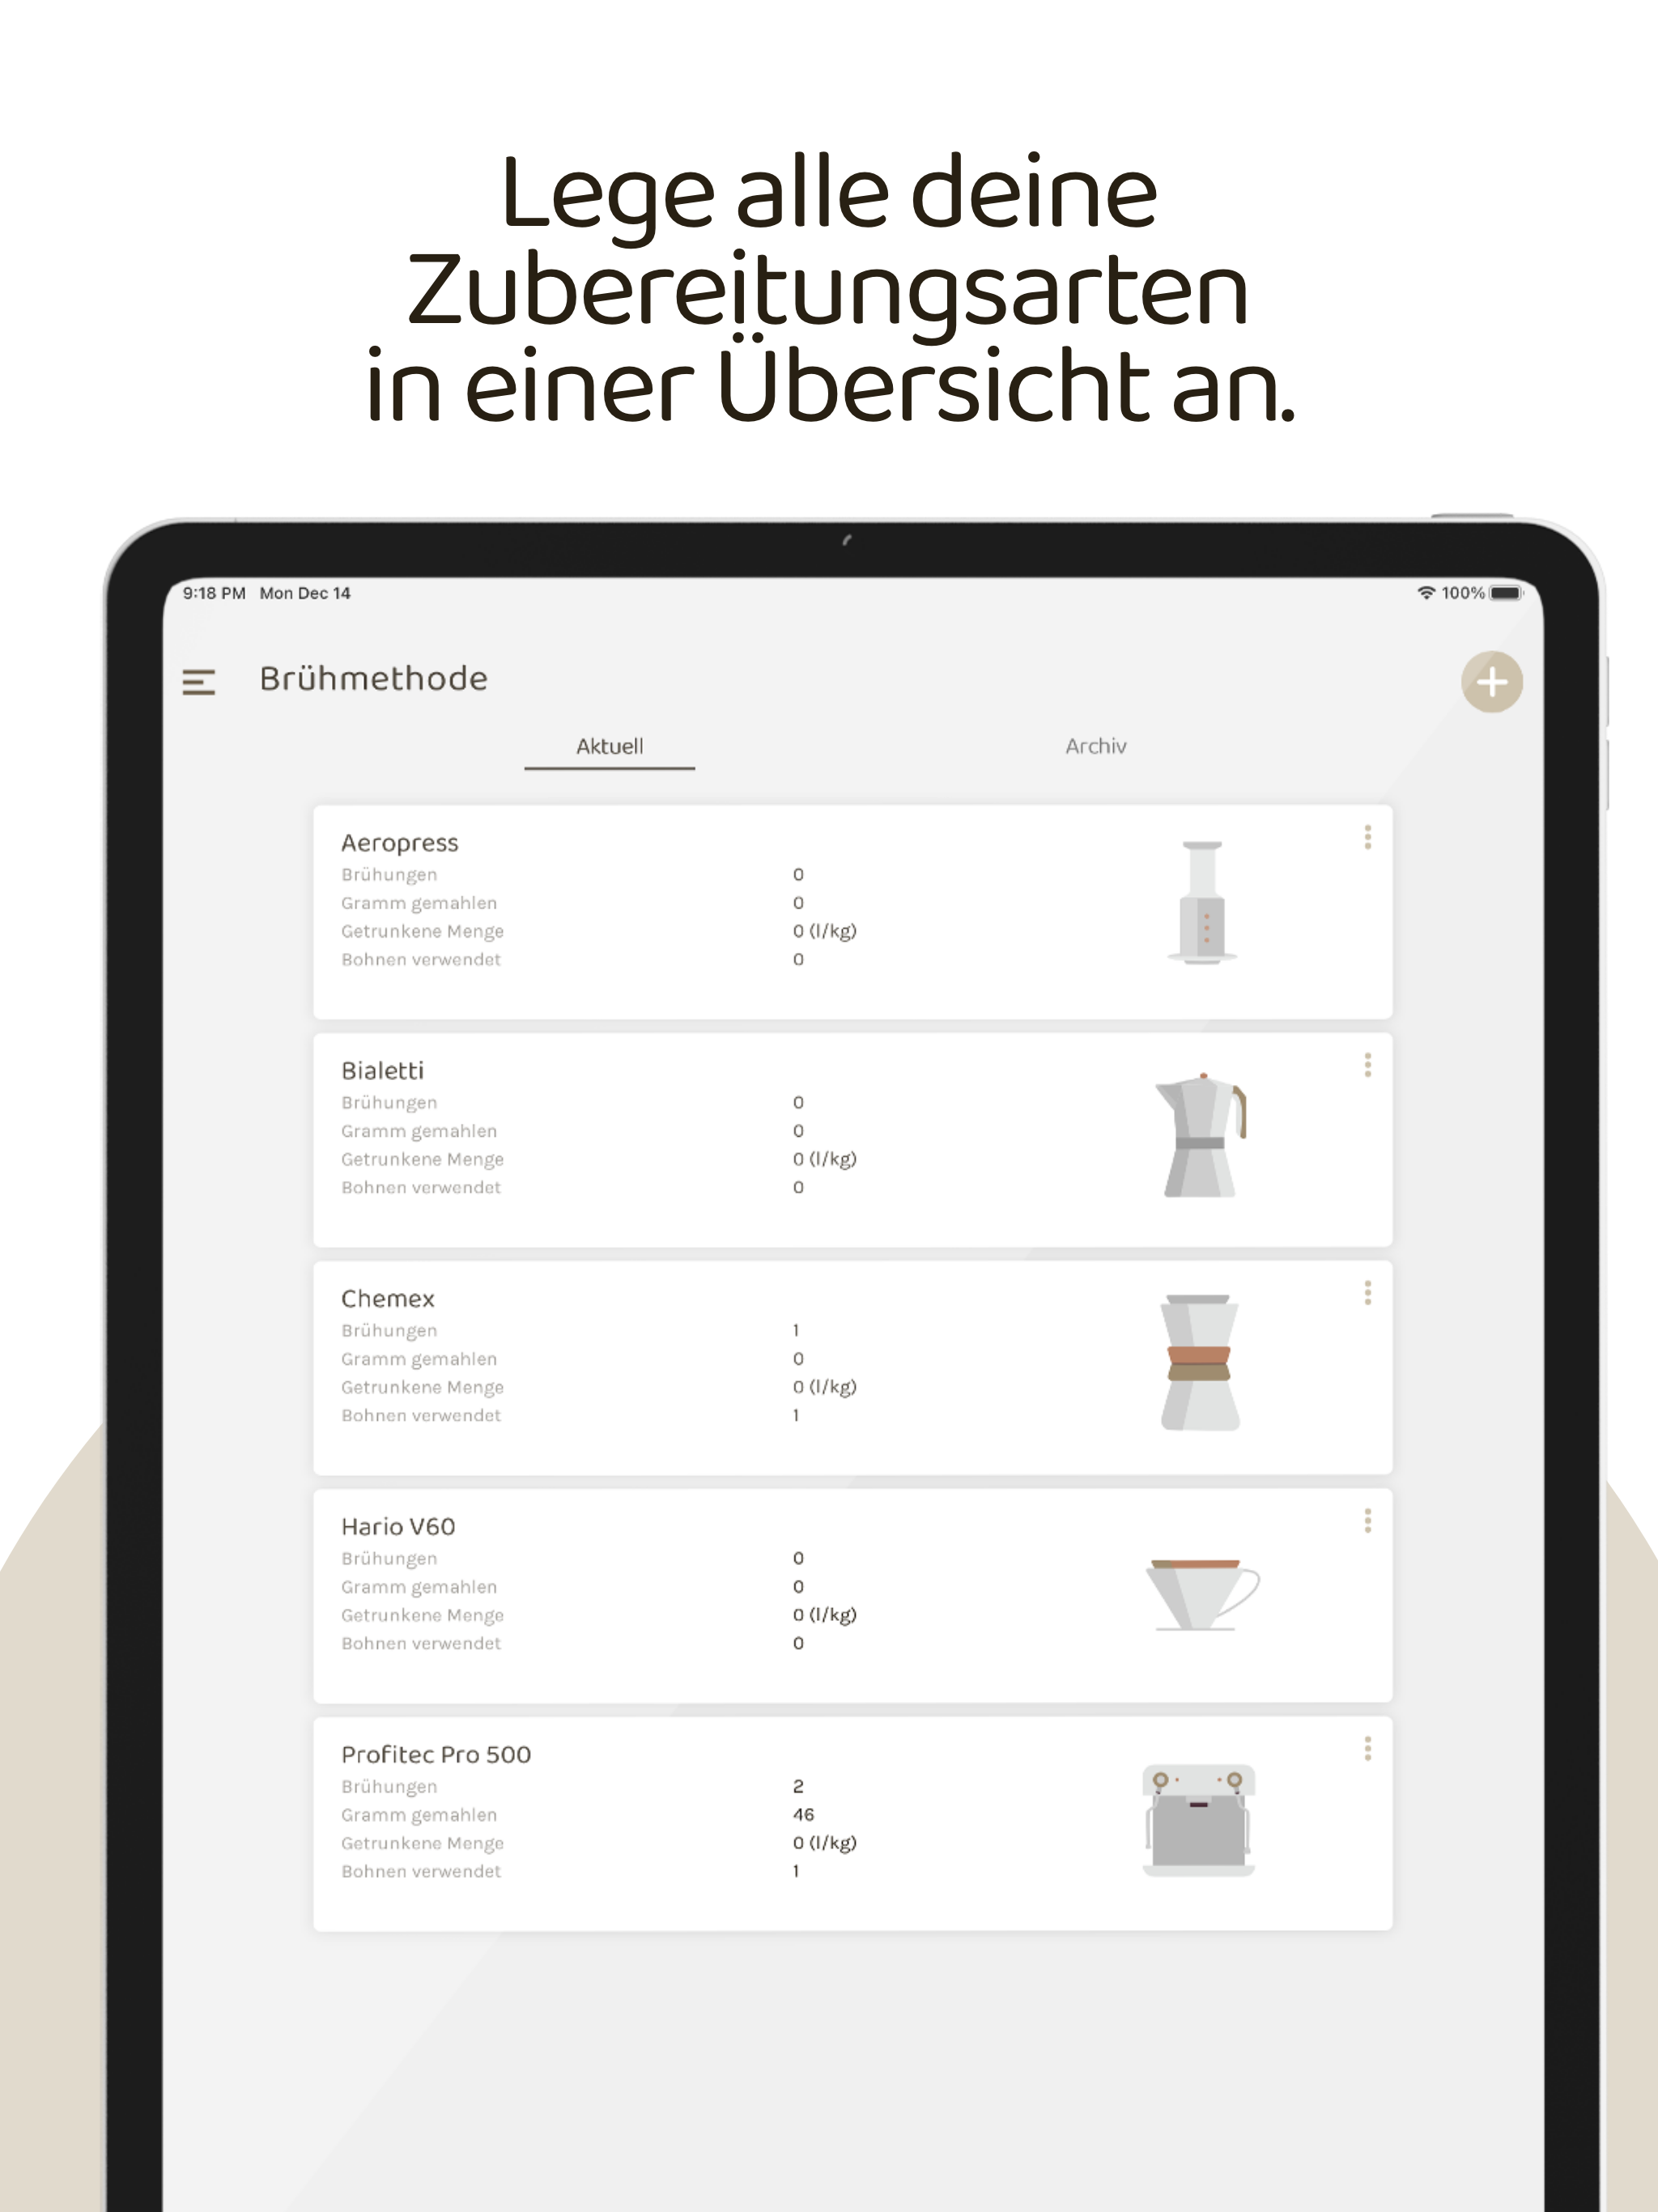 Lege alle deine
Zubereitungsarten
in einer Übersicht an.
9:18 PM Mon Dec 14
100%
Brühmethode
Aktuell Archiv
Aeropress
Brühungen 0
Gramm gemahlen 0
Getrunkene Menge 0 (l/kg)
Bohnen verwendet 0
Bialetti
Brühungen 0
Gramm gemahlen 0
Getrunkene Menge 0 (l/kg)
Bohnen verwendet 0
Chemex
Brühungen 1
Gramm gemahlen 0
Getrunkene Menge 0 (l/kg)
Bohnen verwendet 1
Hario V60
Brühungen 0
Gramm gemahlen 0
Getrunkene Menge 0 (l/kg)
Bohnen verwendet 0
Profitec Pro 500
Brühungen 2
Gramm gemahlen 46
Getrunkene Menge 0 (l/kg)
Bohnen verwendet 1